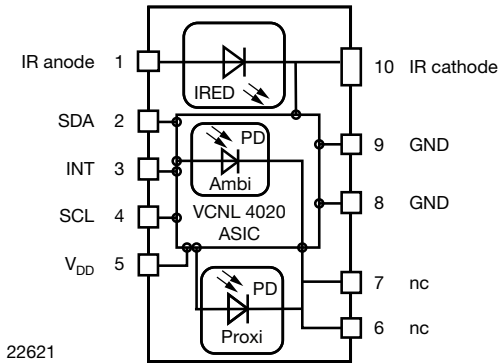 IR anode 1
10 IR cathode
IRED
SDA 2
PD
9 GND
INT 3
Ambi
SCL 4
VCNL 4020
8 GND
ASIC
VDD 5
PD
7 nc
Proxi
6 nc
22621